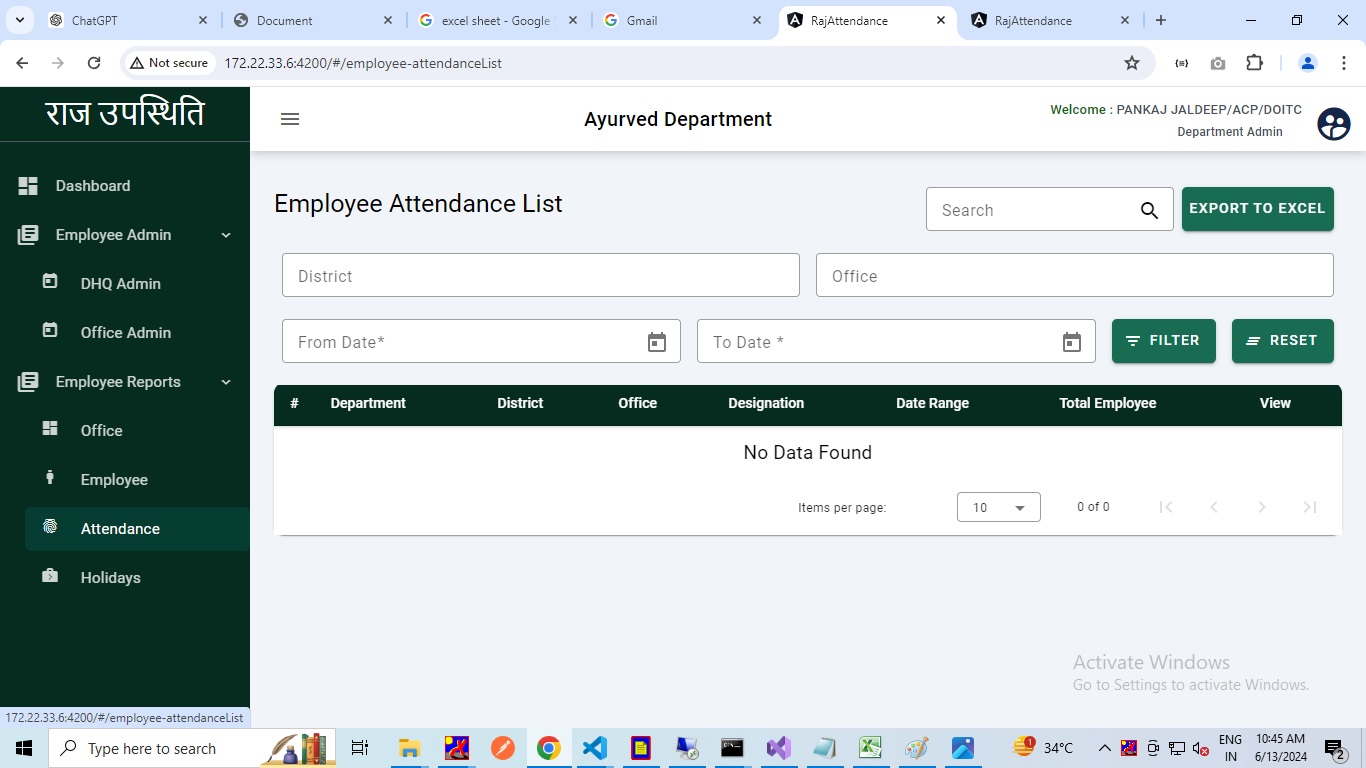 ChatGPT
Document
excel sheet - Google
Gmail
RajAttendance
RajAttendance
Not secure
172.22.33.6:4200/#/employee-attendanceList
राज उपस्थिति
Ayurved Department
Welcome : PANKAJ JALDEEP/ACP/DOITC
Department Admin
Dashboard
Employee Admin
DHQ Admin
Office Admin
Employee Reports
Office
Employee
Attendance
Holidays
Employee Attendance List
Search
EXPORT TO EXCEL
District
Office
From Date*
To Date *
FILTER
RESET
# Department District Office Designation Date Range Total Employee View
No Data Found
Items per page:
10
0 of 0
Activate Windows
Go to Settings to activate Windows.
172.22.33.6:4200/#/employee-attendanceList
Type here to search
1
34°C
ENG
IN
10:45 AM
6/13/2024
2